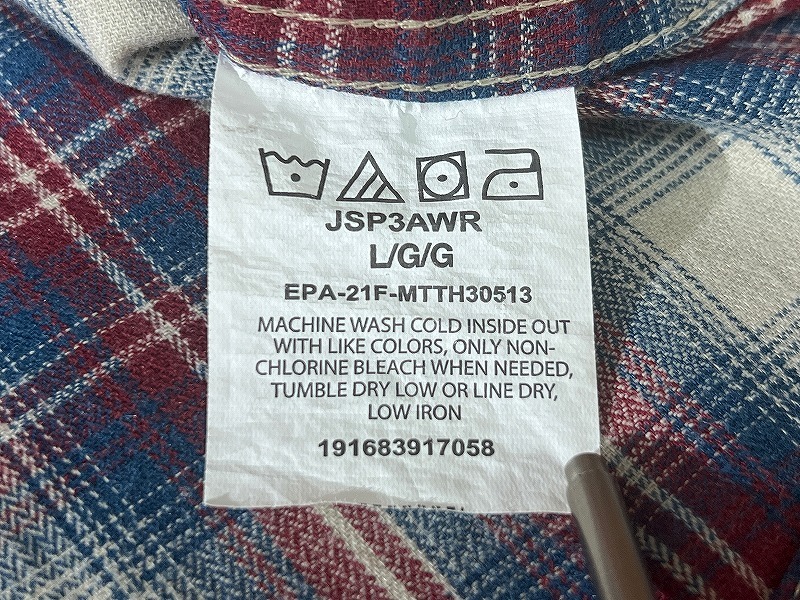 JSP3AWR
L/G/G
EPA-21F-MTTH30513
MACHINE WASH COLD INSIDE OUT
WITH LIKE COLORS, ONLY NON-
CHLORINE BLEACH WHEN NEEDED,
TUMBLE DRY LOW OR LINE DRY,
LOW IRON
191683917058